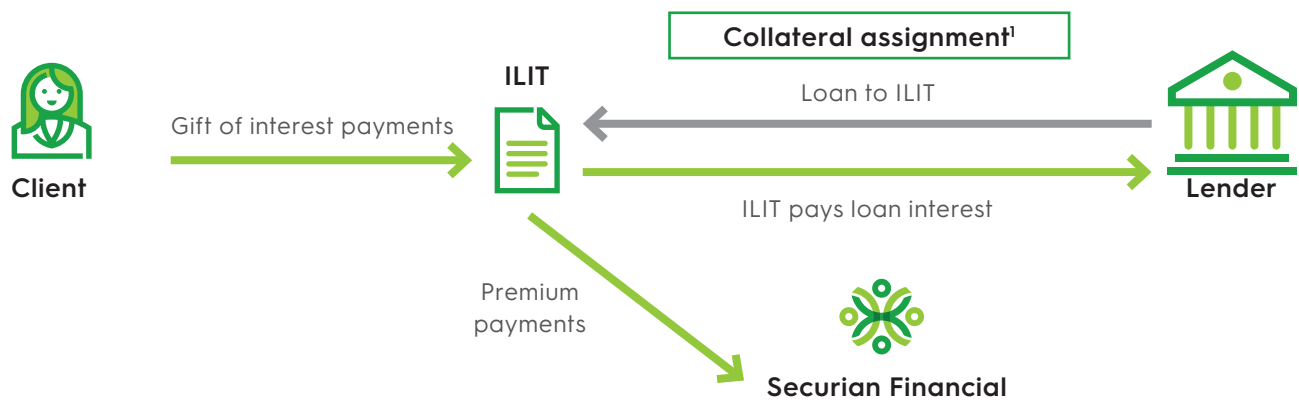 Collateral assignment¹
ILIT
Loan to ILIT
Gift of interest payments
Client
Lender
ILIT pays loan interest
Premium
payments
Securian Financial